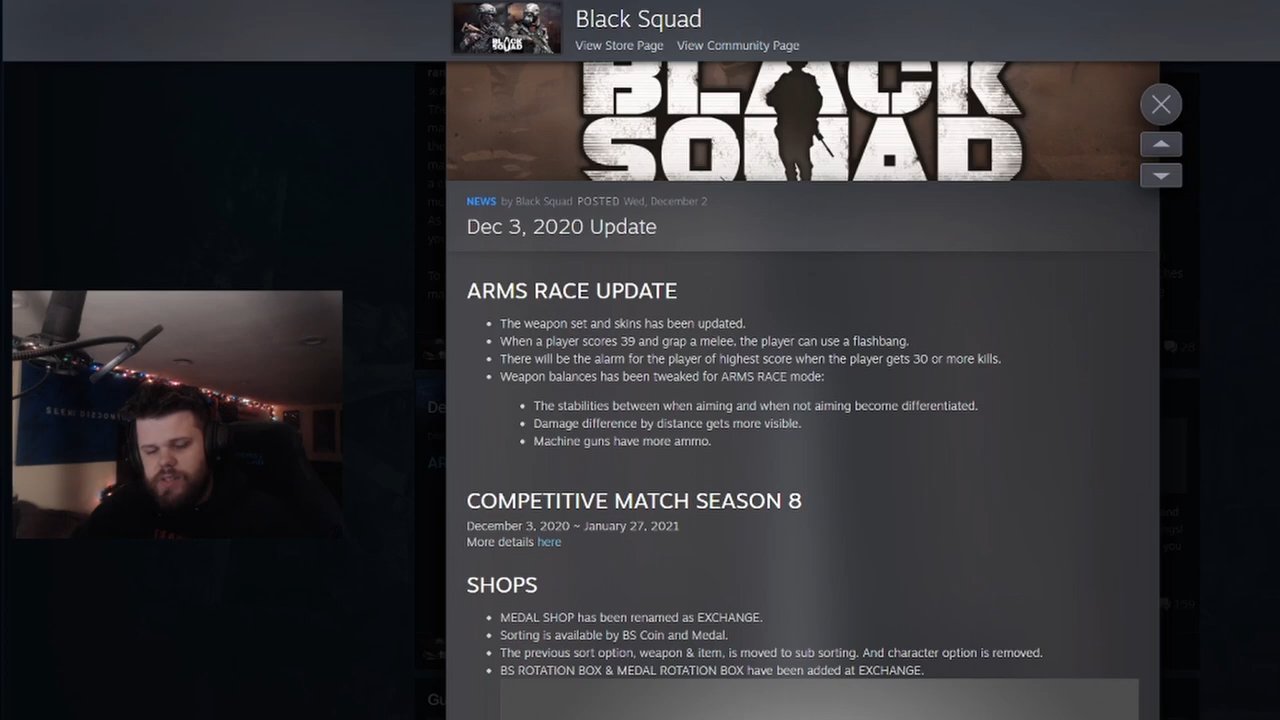 Black Squad
View Store Page View Community Page
BLACK
SQUAD
BLACK
SQUAD
NEWS by Black Squad POSTED Wed, December 2
Dec 3, 2020 Update
ARMS RACE UPDATE
The weapon set and skins has been updated.
When a player scores 39 and grap a melee, the player can use a flashbang.
There will be the alarm for the player of highest score when the player gets 30 or more kills.
Weapon balances has been tweaked for ARMS RACE mode:
The stabilities between when aiming and when not aiming become differentiated.
Damage difference by distance gets more visible.
Machine guns have more ammo.
COMPETITIVE MATCH SEASON 8
December 3, 2020 ~ January 27, 2021
More details here
SHOPS
MEDAL SHOP has been renamed as EXCHANGE.
Sorting is available by BS Coin and Medal.
The previous sort option, weapon & item, is moved to sub sorting. And character option is removed.
BS ROTATION BOX & MEDAL ROTATION BOX have been added at EXCHANGE.
28
159